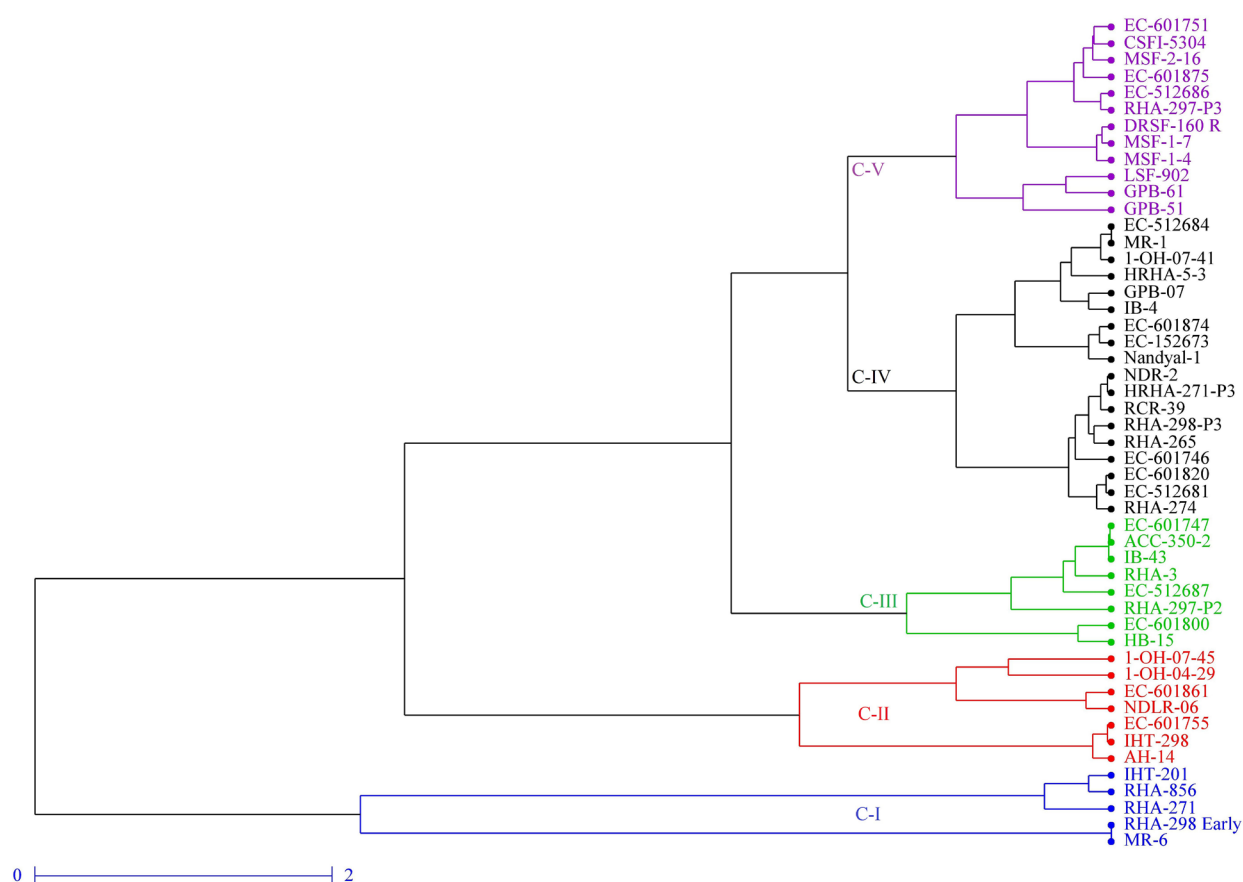 EC-601751
CSFI-5304
MSF-2-16
EC-601875
EC-512686
RHA-297-P3
DRSF-160 R
MSF-1-7
MSF-1-4
C-V
LSF-902
GPB-61
GPB-51
EC-512684
MR-1
1-OH-07-41
HRHA-5-3
GPB-07
IB-4
EC-601874
EC-152673
Nandyal-1
C-IV
NDR-2
HRHA-271-P3
RCR-39
RHA-298-P3
RHA-265
EC-601746
EC-601820
EC-512681
RHA-274
EC-601747
ACC-350-2
IB-43
RHA-3
EC-512687
C-III
RHA-297-P2
EC-601800
HB-15
1-OH-07-45
1-OH-04-29
EC-601861
NDLR-06
C-II
EC-601755
IHT-298
AH-14
IHT-201
RHA-856
RHA-271
C-I
RHA-298 Early
MR-6
0 2